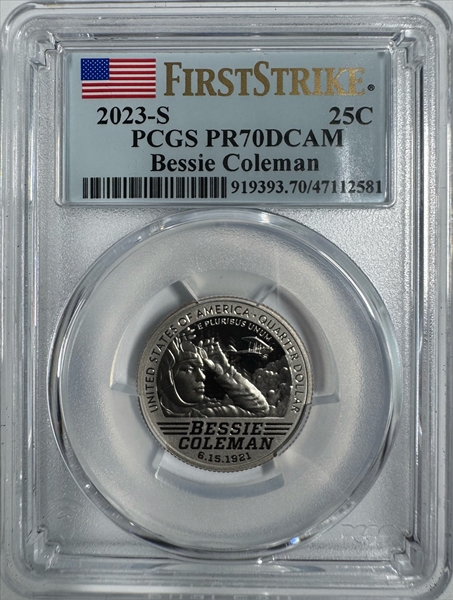 FIRSTSTRIKE®
2023-S 25C
PCGS PR70DCAM
Bessie Coleman
919393.70/47112581
UNITED STATES OF AMERICA • QUARTER DOLLAR
E PLURIBUS UNUM
BESSIE
COLEMAN
6.15.1921
PCGS